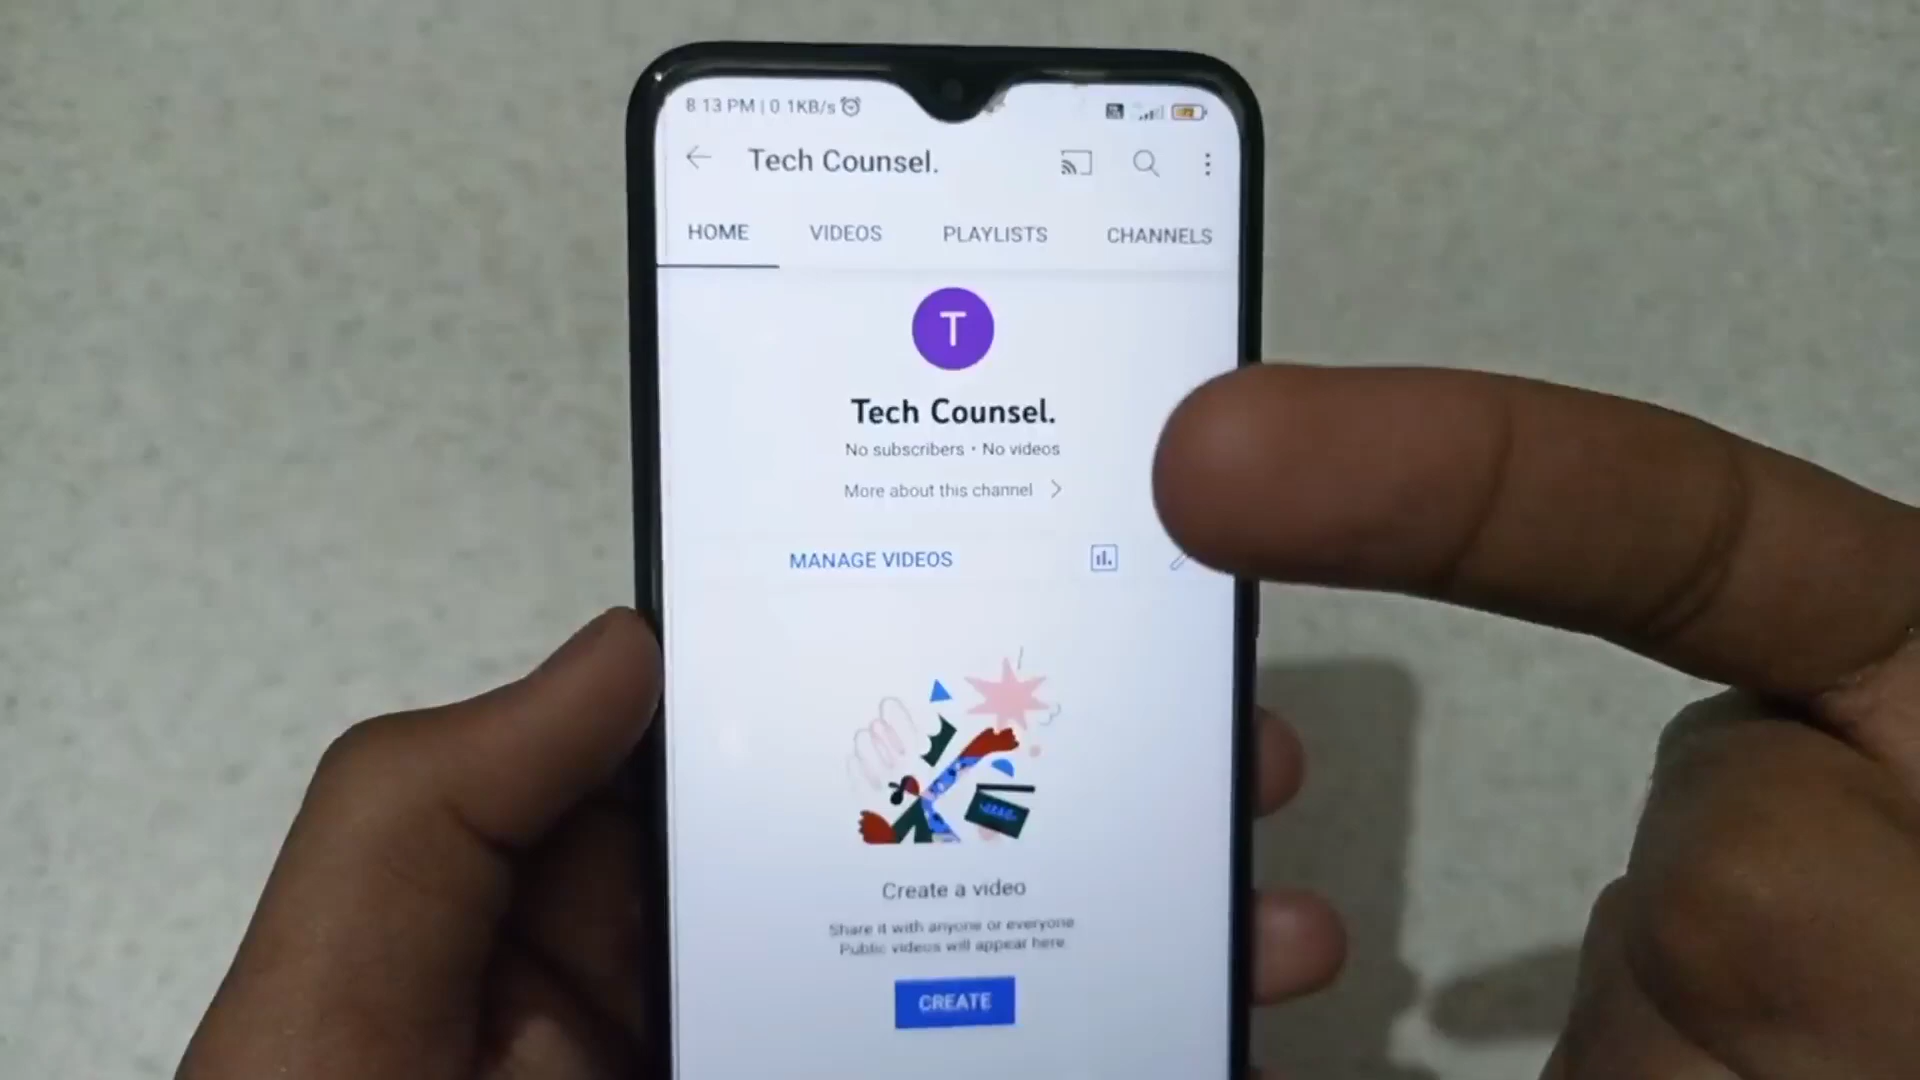 8 13 PM | 0 1KB/s
Tech Counsel.
HOME VIDEOS PLAYLISTS CHANNELS
T
Tech Counsel.
No subscribers • No videos
More about this channel
MANAGE VIDEOS
Create a video
Share it with anyone or everyone
Public videos will appear here
CREATE